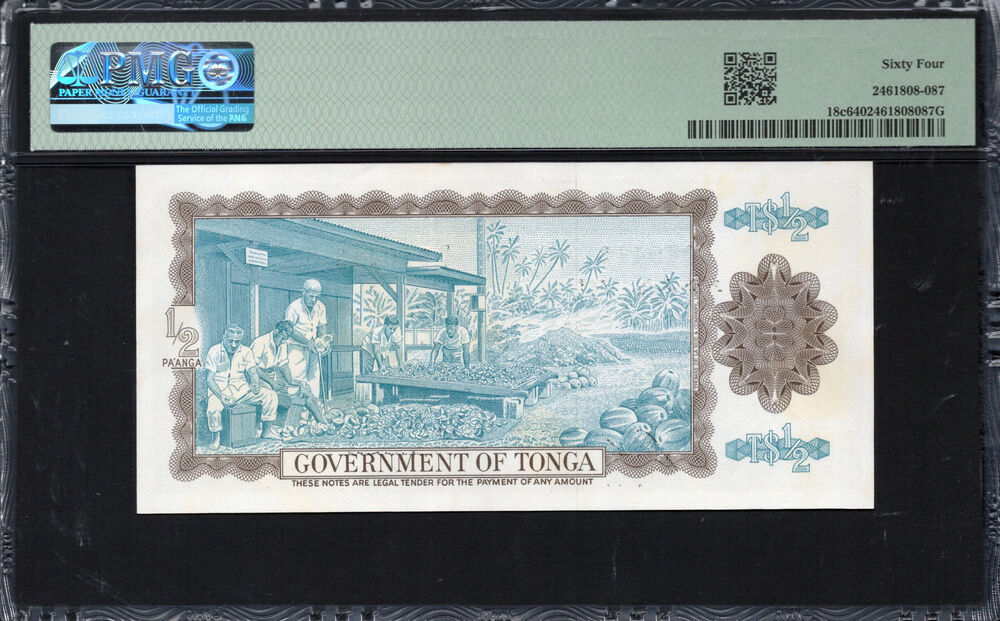 PMG
PAPER MONEY GUARANTY
The Official Grading
Service of the ANA
Sixty Four
2461808-087
18c6402461808087G
T$½
½
PA'ANGA
T$½
GOVERNMENT OF TONGA
THESE NOTES ARE LEGAL TENDER FOR THE PAYMENT OF ANY AMOUNT